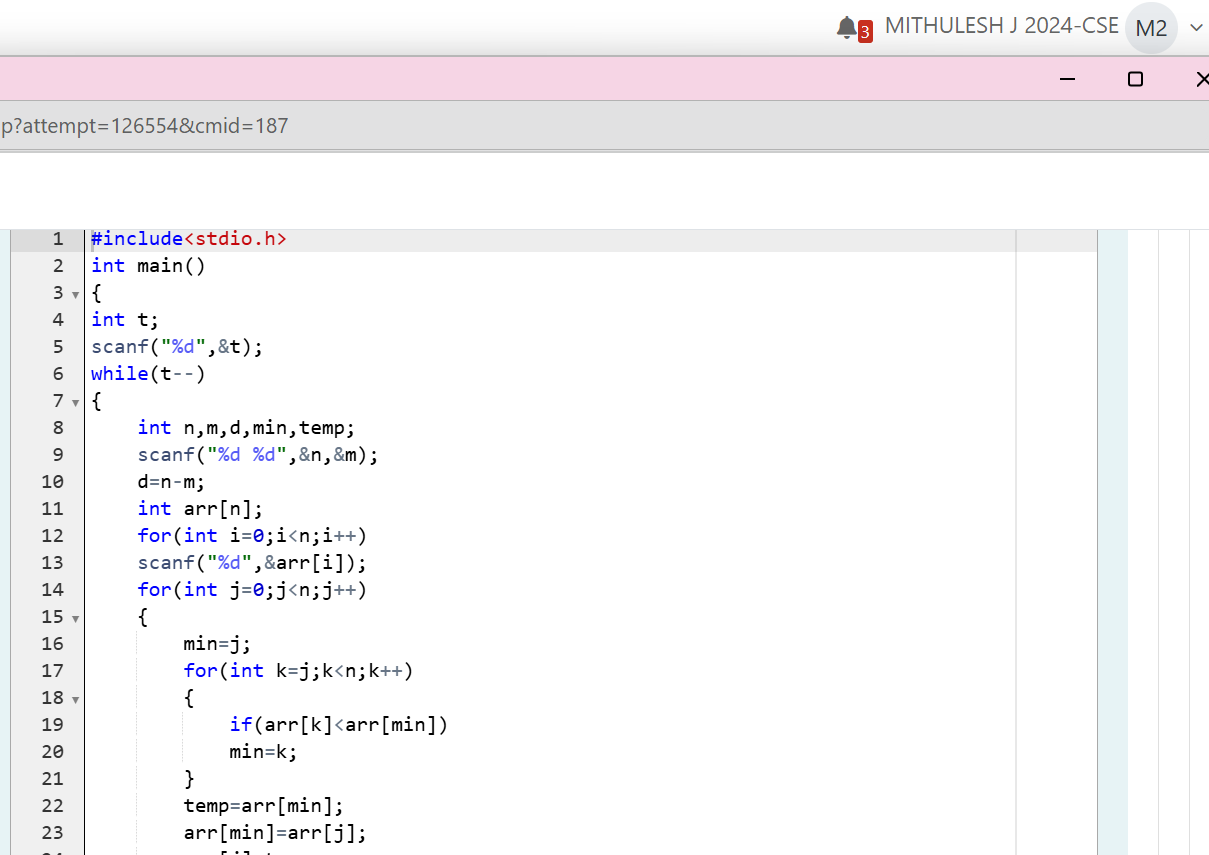 3 MITHULESH J 2024-CSE M2
p?attempt=126554&cmid=187
1 #include<stdio.h>
2 int main()
3 {
4 int t;
5 scanf("%d",&t);
6 while(t--)
7 {
8 int n,m,d,min,temp;
9 scanf("%d %d",&n,&m);
10 d=n-m;
11 int arr[n];
12 for(int i=0;i<n;i++)
13 scanf("%d",&arr[i]);
14 for(int j=0;j<n;j++)
15 {
16 min=j;
17 for(int k=j;k<n;k++)
18 {
19 if(arr[k]<arr[min])
20 min=k;
21 }
22 temp=arr[min];
23 arr[min]=arr[j];